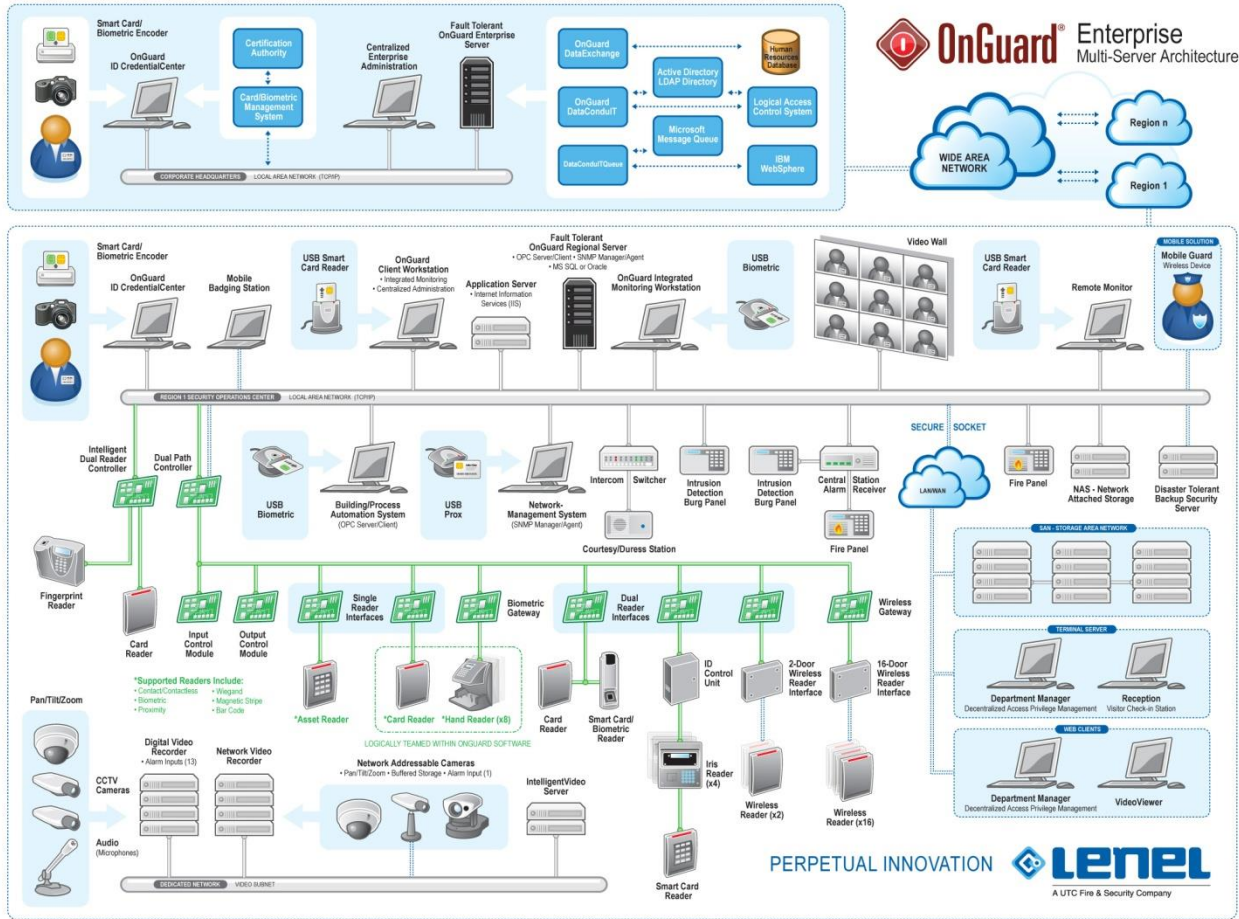 Smart Card/
Biometric Encoder
OnGuard
ID CredentialCenter
Certification
Authority
Card/Biometric
Management
System
Centralized
Enterprise
Administration
Fault Tolerant
OnGuard Enterprise
Server
OnGuard
DataExchange
Human
Resources
Database
Active Directory
LDAP Directory
OnGuard
DataConduIT
Logical Access
Control System
Microsoft
Message Queue
DataConduITQueue
IBM
WebSphere
CORPORATE HEADQUARTERS LOCAL AREA NETWORK (TCP/IP)
OnGuard® Enterprise
Multi-Server Architecture
WIDE AREA
NETWORK
Region n
Region 1
Smart Card/
Biometric Encoder
OnGuard
ID CredentialCenter
Mobile
Badging Station
USB Smart
Card Reader
OnGuard
Client Workstation
• Integrated Monitoring
• Centralized Administration
Application Server
• Internet Information
Services (IIS)
Fault Tolerant
OnGuard Regional Server
• OPC Server/Client • SNMP Manager/Agent
• MS SQL or Oracle
OnGuard Integrated
Monitoring Workstation
USB
Biometric
Video Wall
USB Smart
Card Reader
Remote Monitor
MOBILE SOLUTION
Mobile Guard
Wireless Device
REGION 1 SECURITY OPERATIONS CENTER LOCAL AREA NETWORK (TCP/IP)
Intelligent
Dual Reader
Controller
Dual Path
Controller
USB
Biometric
Building/Process
Automation System
(OPC Server/Client)
USB
Prox
Network-
Management System
(SNMP Manager/Agent)
Intercom Switcher
Courtesy/Duress Station
Intrusion
Detection
Burg Panel
Intrusion
Detection
Burg Panel
Central Station
Alarm Receiver
Fire Panel
SECURE SOCKET
LAN/WAN
Fire Panel
NAS - Network
Attached Storage
Disaster Tolerant
Backup Security
Server
Fingerprint
Reader
Card
Reader
Input
Control
Module
Output
Control
Module
Single
Reader
Interfaces
Biometric
Gateway
Dual
Reader
Interfaces
Wireless
Gateway
SAN - STORAGE AREA NETWORK
*Supported Readers Include:
• Contact/Contactless
• Biometric
• Proximity
• Wiegand
• Magnetic Stripe
• Bar Code
*Asset Reader
*Card Reader
*Hand Reader (x8)
LOGICALLY TEAMED WITHIN ONGUARD SOFTWARE
Card
Reader
Smart Card/
Biometric
Reader
ID
Control
Unit
2-Door
Wireless
Reader
Interface
16-Door
Wireless
Reader
Interface
Iris
Reader
(x4)
Wireless
Reader (x2)
Wireless
Reader (x16)
Smart Card
Reader
TERMINAL SERVER
Department Manager
Decentralized Access Privilege Management
Reception
Visitor Check-in Station
WEB CLIENTS
Department Manager
Decentralized Access Privilege Management
VideoViewer
Pan/Tilt/Zoom
CCTV
Cameras
Audio
(Microphones)
Digital Video
Recorder
• Alarm Inputs (13)
Network Video
Recorder
Network Addressable Cameras
• Pan/Tilt/Zoom • Buffered Storage • Alarm Input (1)
IntelligentVideo
Server
DEDICATED NETWORK VIDEO SUBNET
PERPETUAL INNOVATION
LENEL
A UTC Fire & Security Company